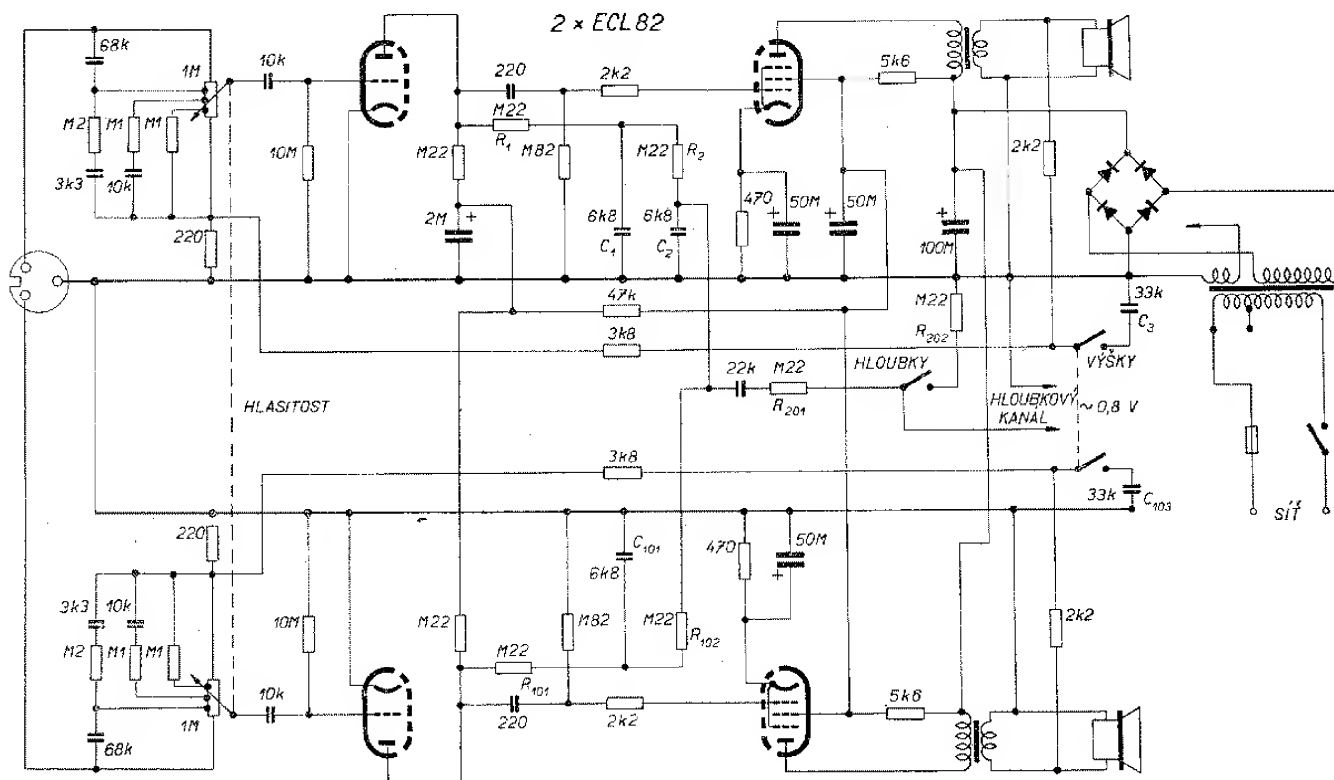 2 × ECL82
68k
1M
10k
220
2k2
5k6
M2
M1
M1
M22
R₁
3k3
10k
10M
M22
M82
M22
R₂
470
50M
50M
2k2
220
2M
+
6k8
C₁
6k8
C₂
+
+
+
100M
47k
M22
R₂₀₂
33k
C₃
3k8
HLOUBKY
VÝŠKY
22k
M22
R₂₀₁
HLASITOST
HLOUBKOVÝ
KANÁL
~0,8 V
3k8
33k
C₁₀₃
SÍŤ
220
C₁₀₁
6k8
470
50M
+
3k3
10k
10M
M22
M82
M22
R₁₀₂
2k2
M2
M1
M1
M22
R₁₀₁
10k
220
2k2
5k6
1M
68k